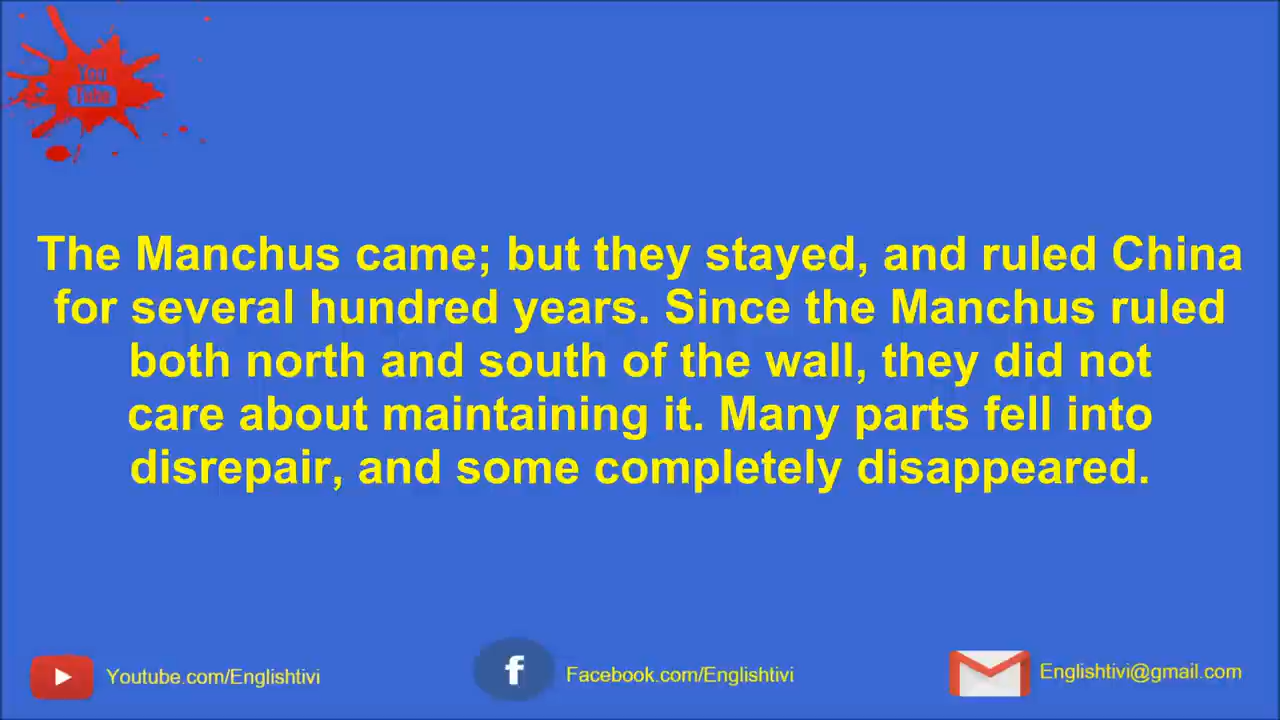 You
Tube
The Manchus came; but they stayed, and ruled China
for several hundred years. Since the Manchus ruled
both north and south of the wall, they did not
care about maintaining it. Many parts fell into
disrepair, and some completely disappeared.
Youtube.com/Englishtivi
f
Facebook.com/Englishtivi
Englishtivi@gmail.com